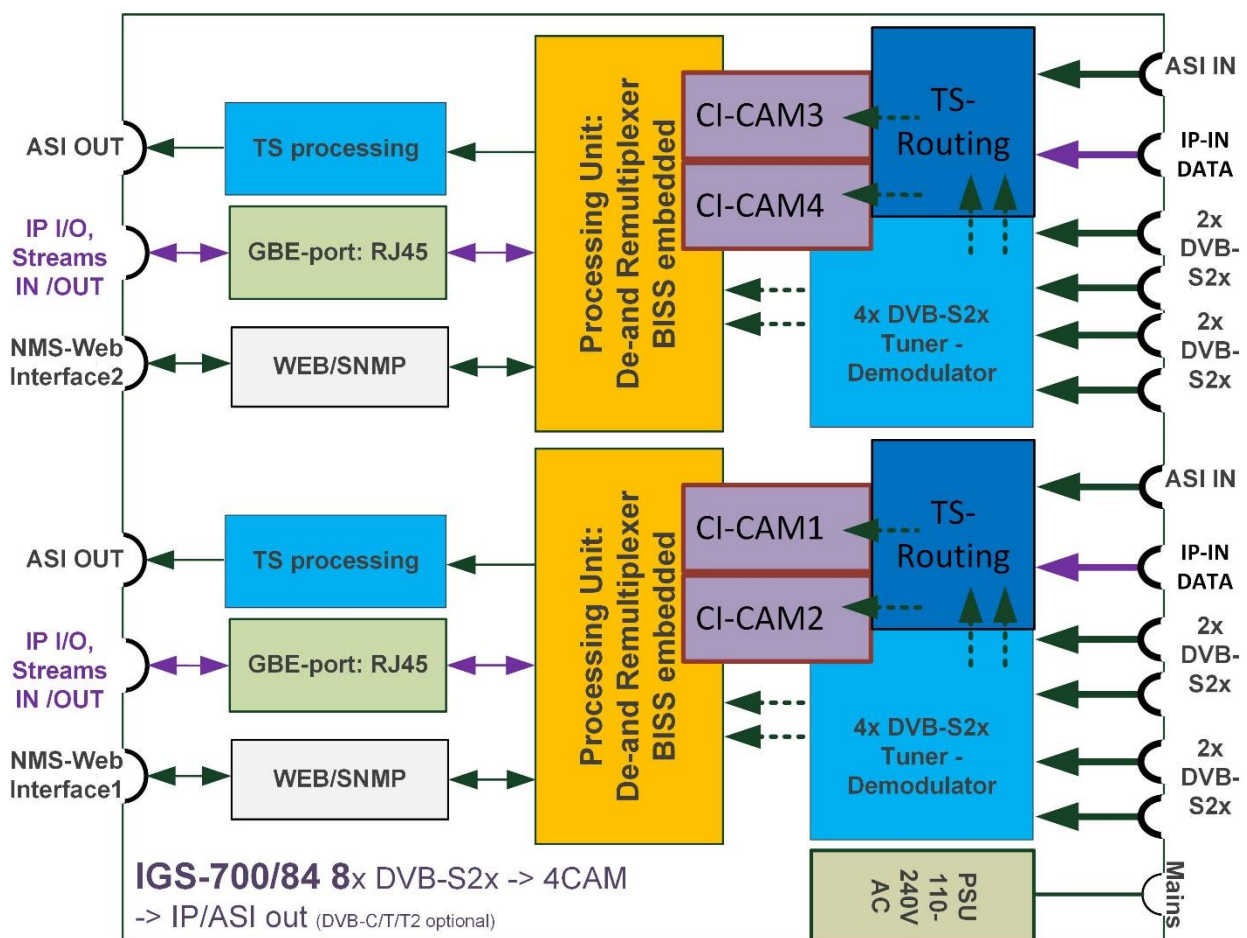 ASI OUT
TS processing
Processing Unit:
De-and Remultiplexer
BISS embedded
CI-CAM3
CI-CAM4
TS-
Routing
ASI IN
IP-IN
DATA
IP I/O,
Streams
IN /OUT
GBE-port: RJ45
2x
DVB-
S2x
2x
DVB-
S2x
4x DVB-S2x
Tuner -
Demodulator
NMS-Web
Interface2
WEB/SNMP
ASI OUT
TS processing
Processing Unit:
De-and Remultiplexer
BISS embedded
CI-CAM1
CI-CAM2
TS-
Routing
ASI IN
IP-IN
DATA
IP I/O,
Streams
IN /OUT
GBE-port: RJ45
2x
DVB-
S2x
2x
DVB-
S2x
4x DVB-S2x
Tuner -
Demodulator
NMS-Web
Interface1
WEB/SNMP
IGS-700/84 8x DVB-S2x -> 4CAM
-> IP/ASI out (DVB-C/T/T2 optional)
PSU
110-
240V
AC
Mains